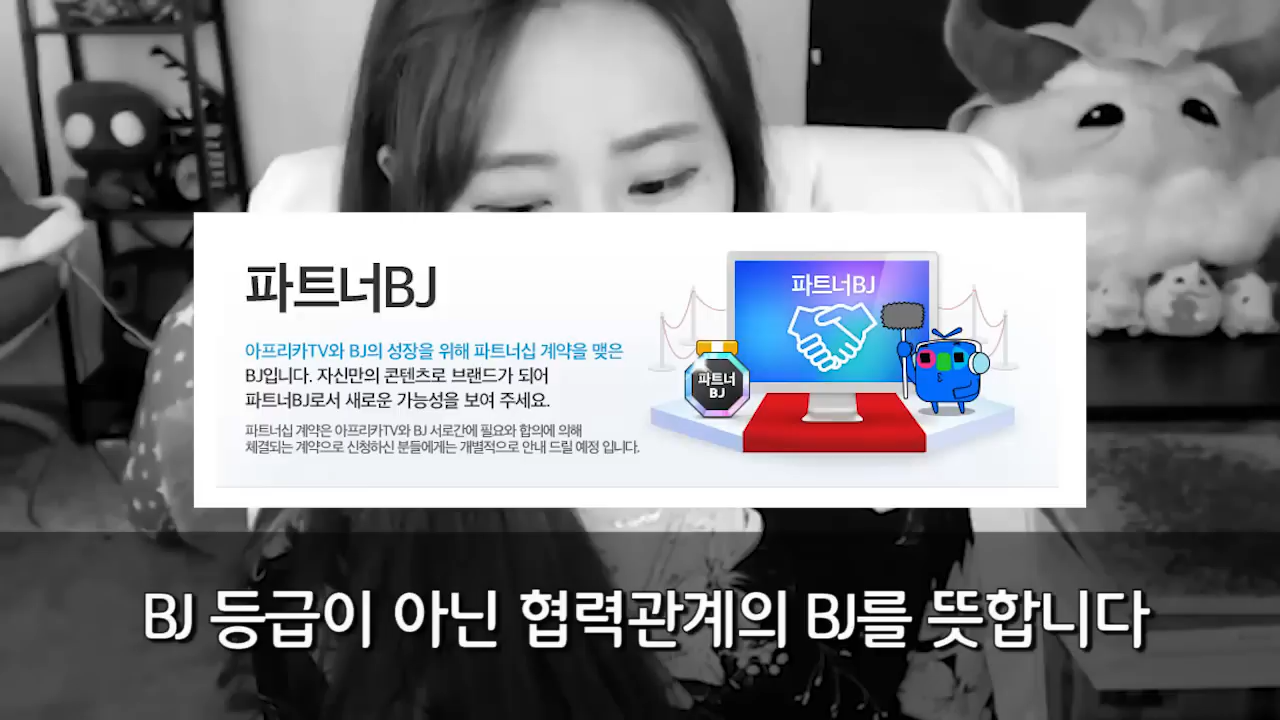 파트너BJ
아프리카TV와 BJ의 성장을 위해 파트너십 계약을 맺은
BJ입니다. 자신만의 콘텐츠로 브랜드가 되어
파트너BJ로서 새로운 가능성을 보여 주세요.
파트너십 계약은 아프리카TV와 BJ 서로간에 필요와 합의에 의해
체결되는 계약으로 신청하신 분들에게는 개별적으로 안내 드릴 예정 입니다.
파트너BJ
파트너
BJ
BJ 등급이 아닌 협력관계의 BJ를 뜻합니다